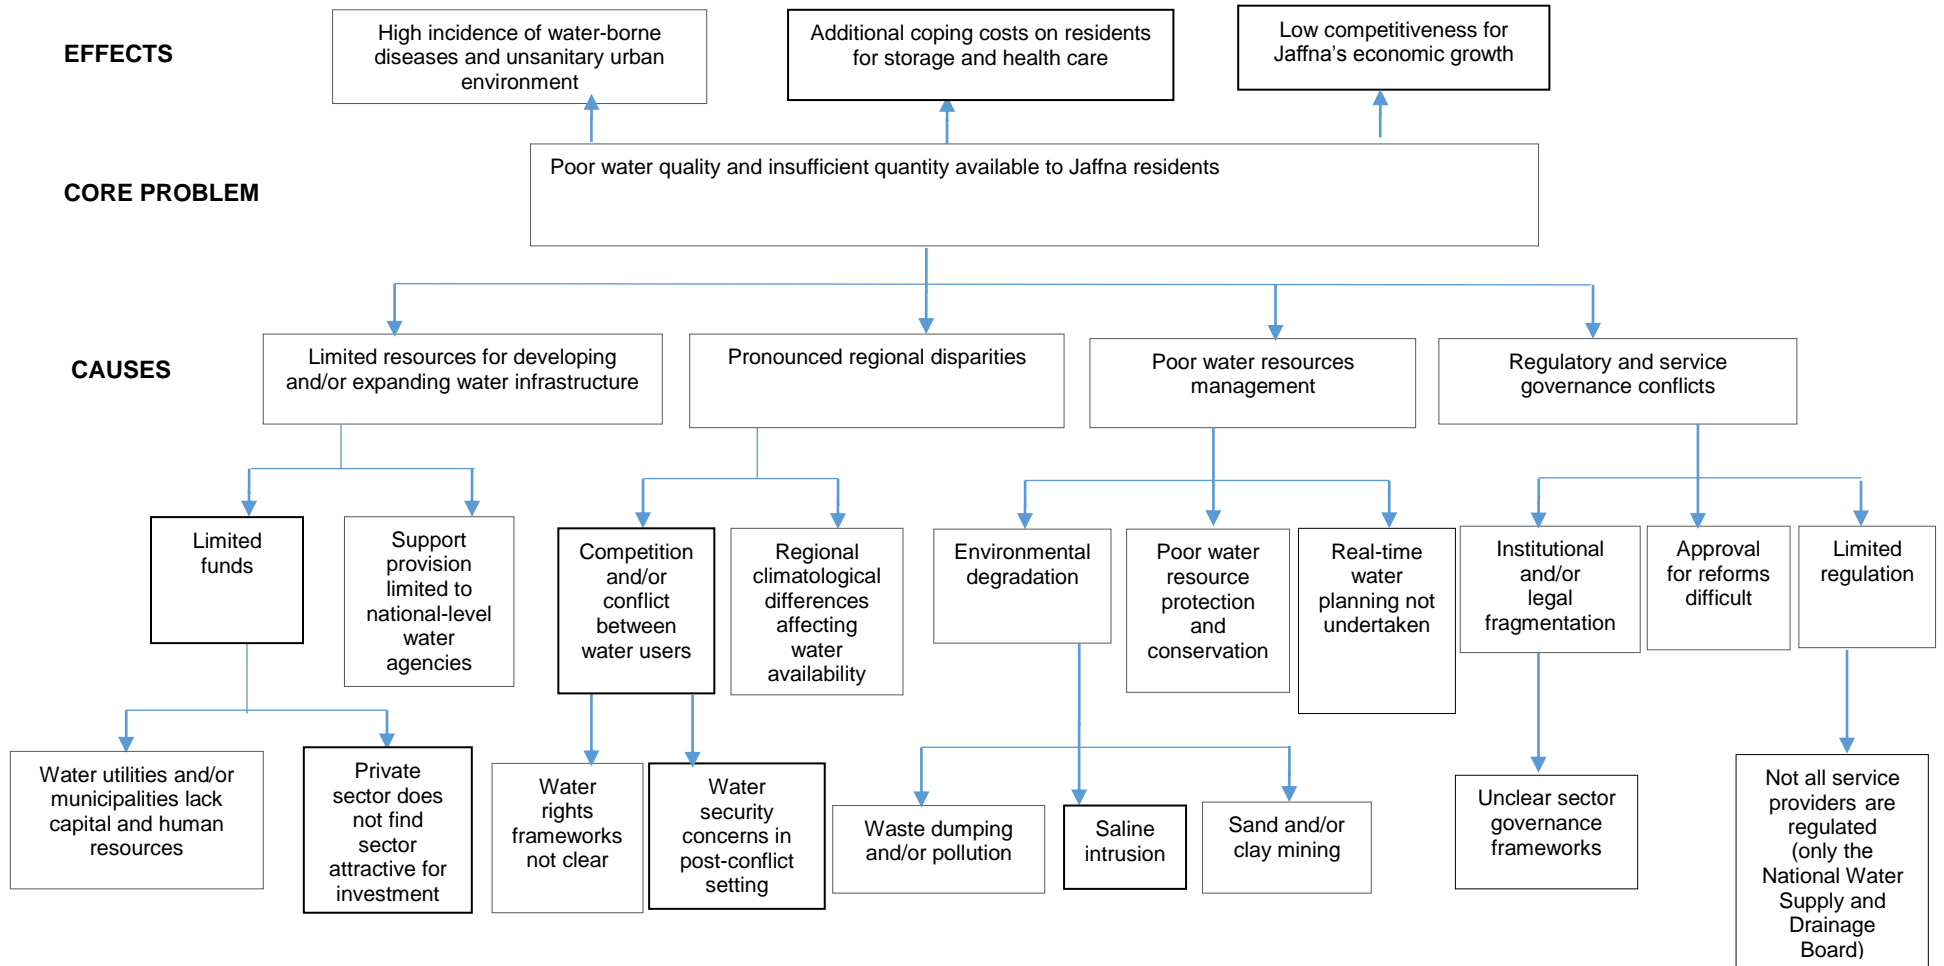 EFFECTS
High incidence of water-borne
diseases and unsanitary urban
environment
Additional coping costs on residents
for storage and health care
Low competitiveness for
Jaffna’s economic growth
CORE PROBLEM
Poor water quality and insufficient quantity available to Jaffna residents
CAUSES
Limited resources for developing
and/or expanding water infrastructure
Pronounced regional disparities
Poor water resources
management
Regulatory and service
governance conflicts
Limited
funds
Support
provision
limited to
national-level
water
agencies
Competition
and/or
conflict
between
water users
Regional
climatological
differences
affecting
water
availability
Environmental
degradation
Poor water
resource
protection
and
conservation
Real-time
water
planning not
undertaken
Institutional
and/or
legal
fragmentation
Approval
for reforms
difficult
Limited
regulation
Water utilities and/or
municipalities lack
capital and human
resources
Private
sector does
not find
sector
attractive for
investment
Water
rights
frameworks
not clear
Water
security
concerns in
post-conflict
setting
Waste dumping
and/or pollution
Saline
intrusion
Sand and/or
clay mining
Unclear sector
governance
frameworks
Not all service
providers are
regulated
(only the
National Water
Supply and
Drainage
Board)